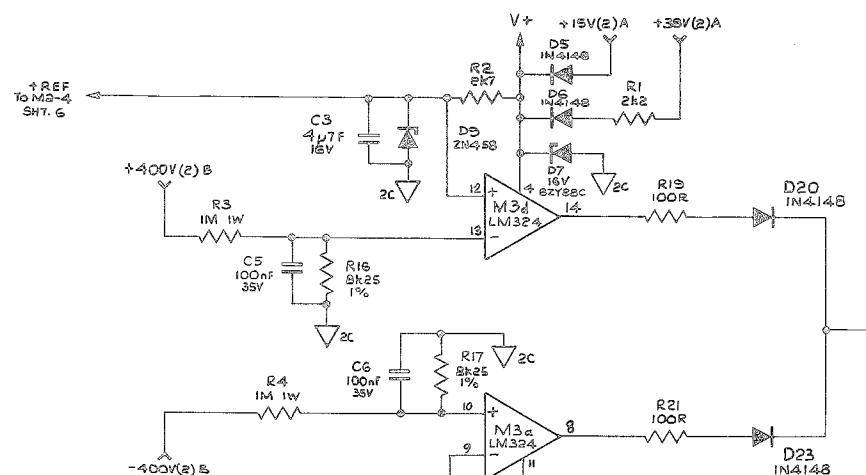 V+
+15V(2)A
+38V(2)A
D5
1N4148
R2
2k7
D6
1N4148
R1
2k2
+REF
To M2-4
SHT. 6
C3
4µ7F
16V
D9
2N458
D7
16V
BZY88C
2C
2C
+400V(2)B
12
+
4
M3d
LM324
14
13
-
R19
100R
D20
1N4148
R3
1M 1W
C5
100nF
35V
R16
8k25
1%
2C
C6
100nF
35V
R17
8k25
1%
2C
R4
1M 1W
10
+
M3c
LM324
8
9
-
11
R21
100R
D23
1N4148
-400V(2)B